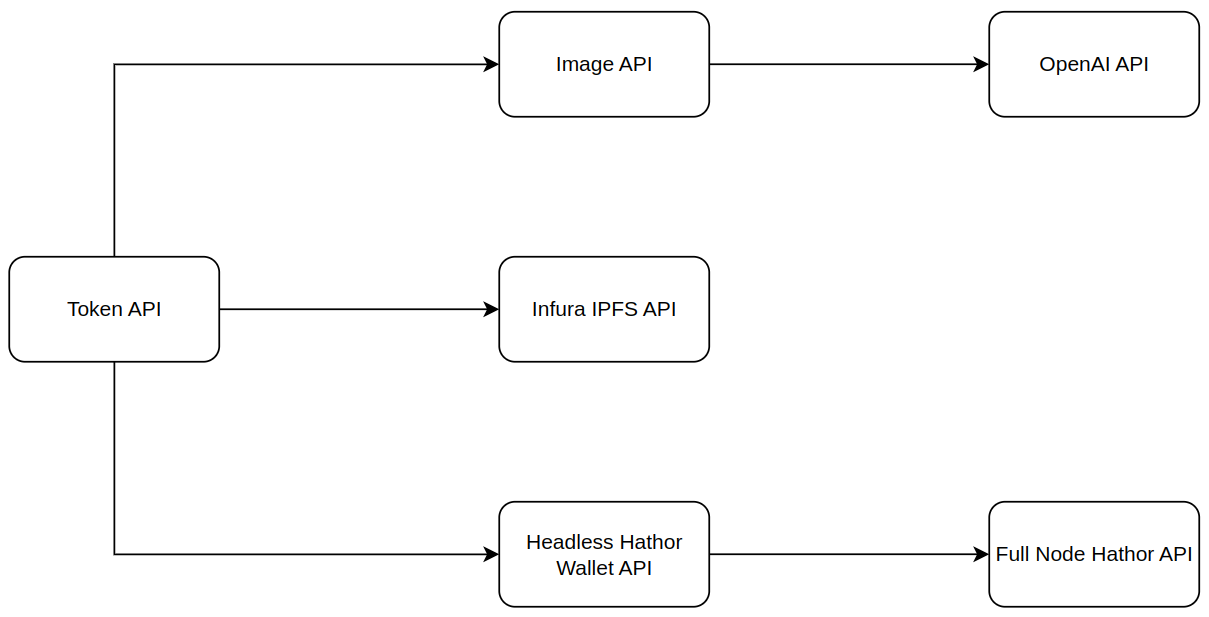 Image API
OpenAI API
Token API
Infura IPFS API
Headless Hathor
Wallet API
Full Node Hathor API